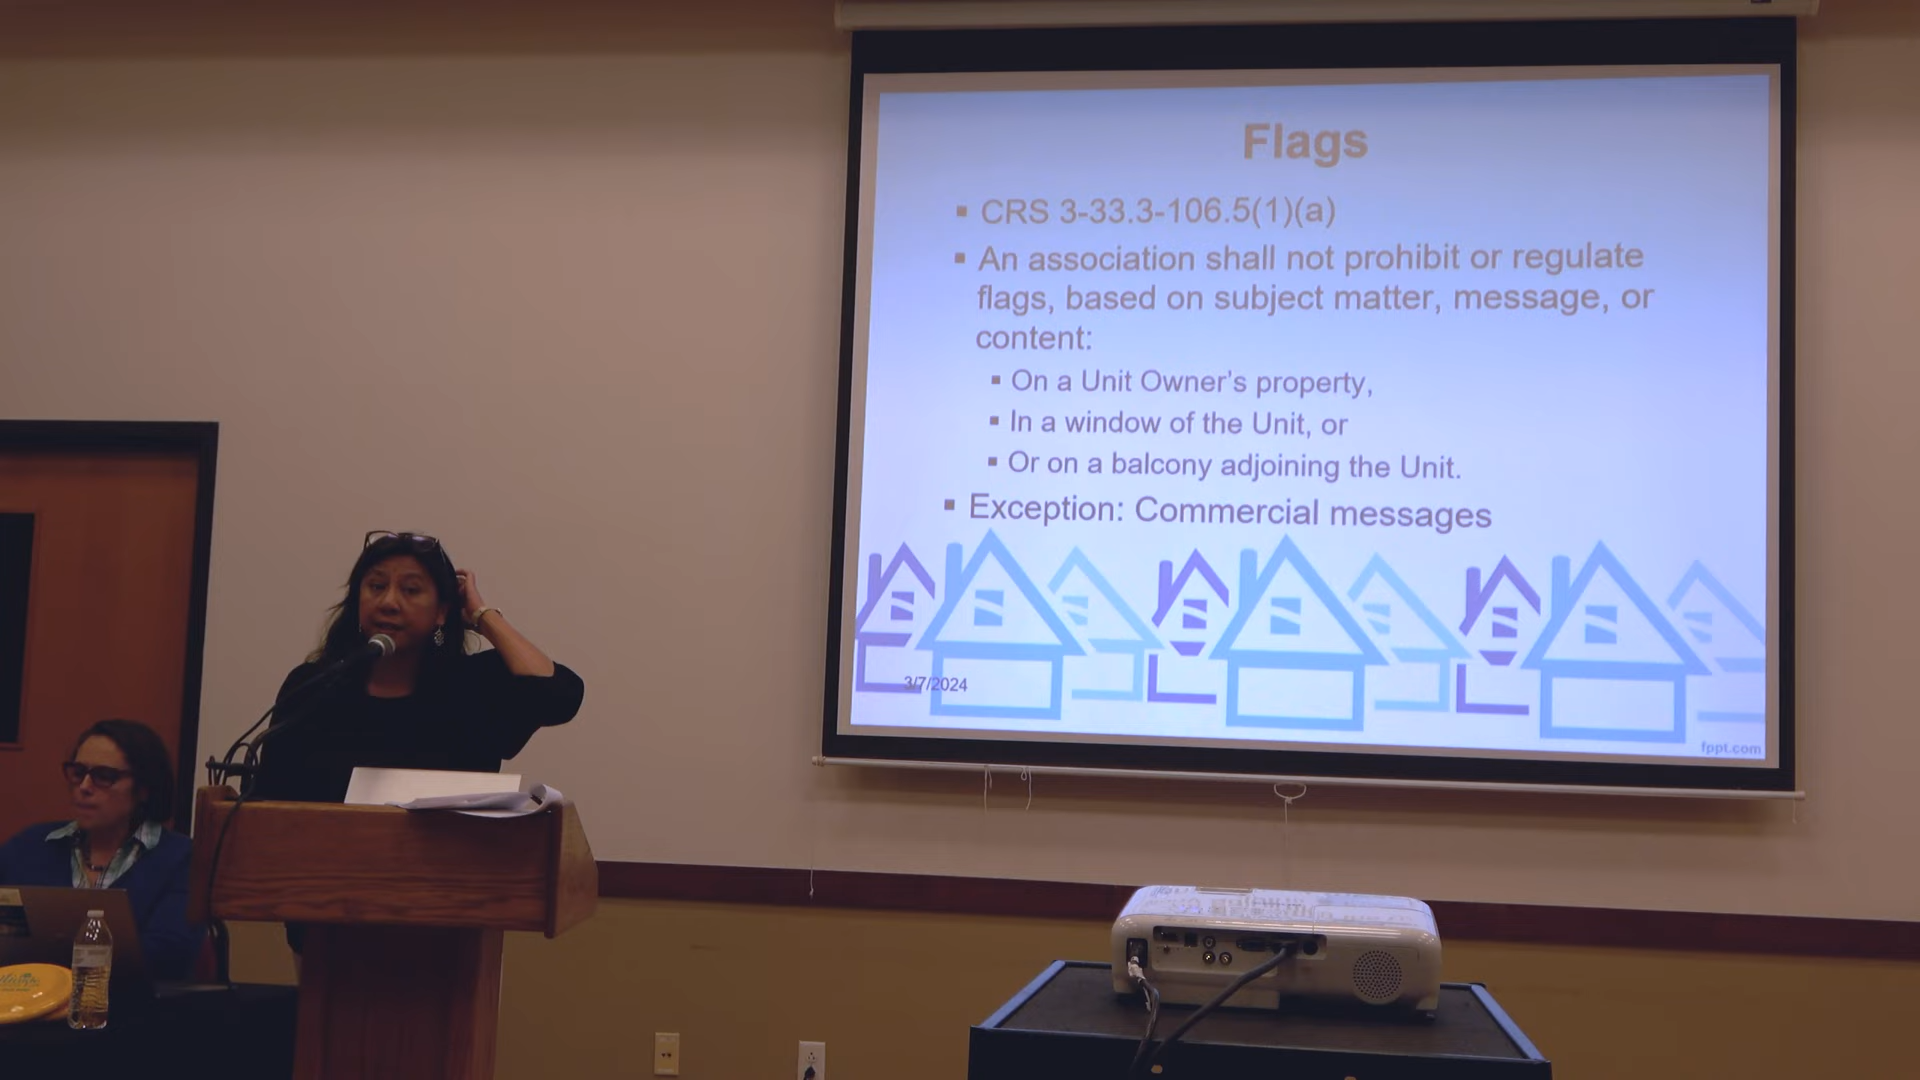 Flags
▪ CRS 3-33.3-106.5(1)(a)
▪ An association shall not prohibit or regulate
flags, based on subject matter, message, or
content:
▪ On a Unit Owner's property,
▪ In a window of the Unit, or
▪ Or on a balcony adjoining the Unit.
▪ Exception: Commercial messages
3/7/2024
fppt.com